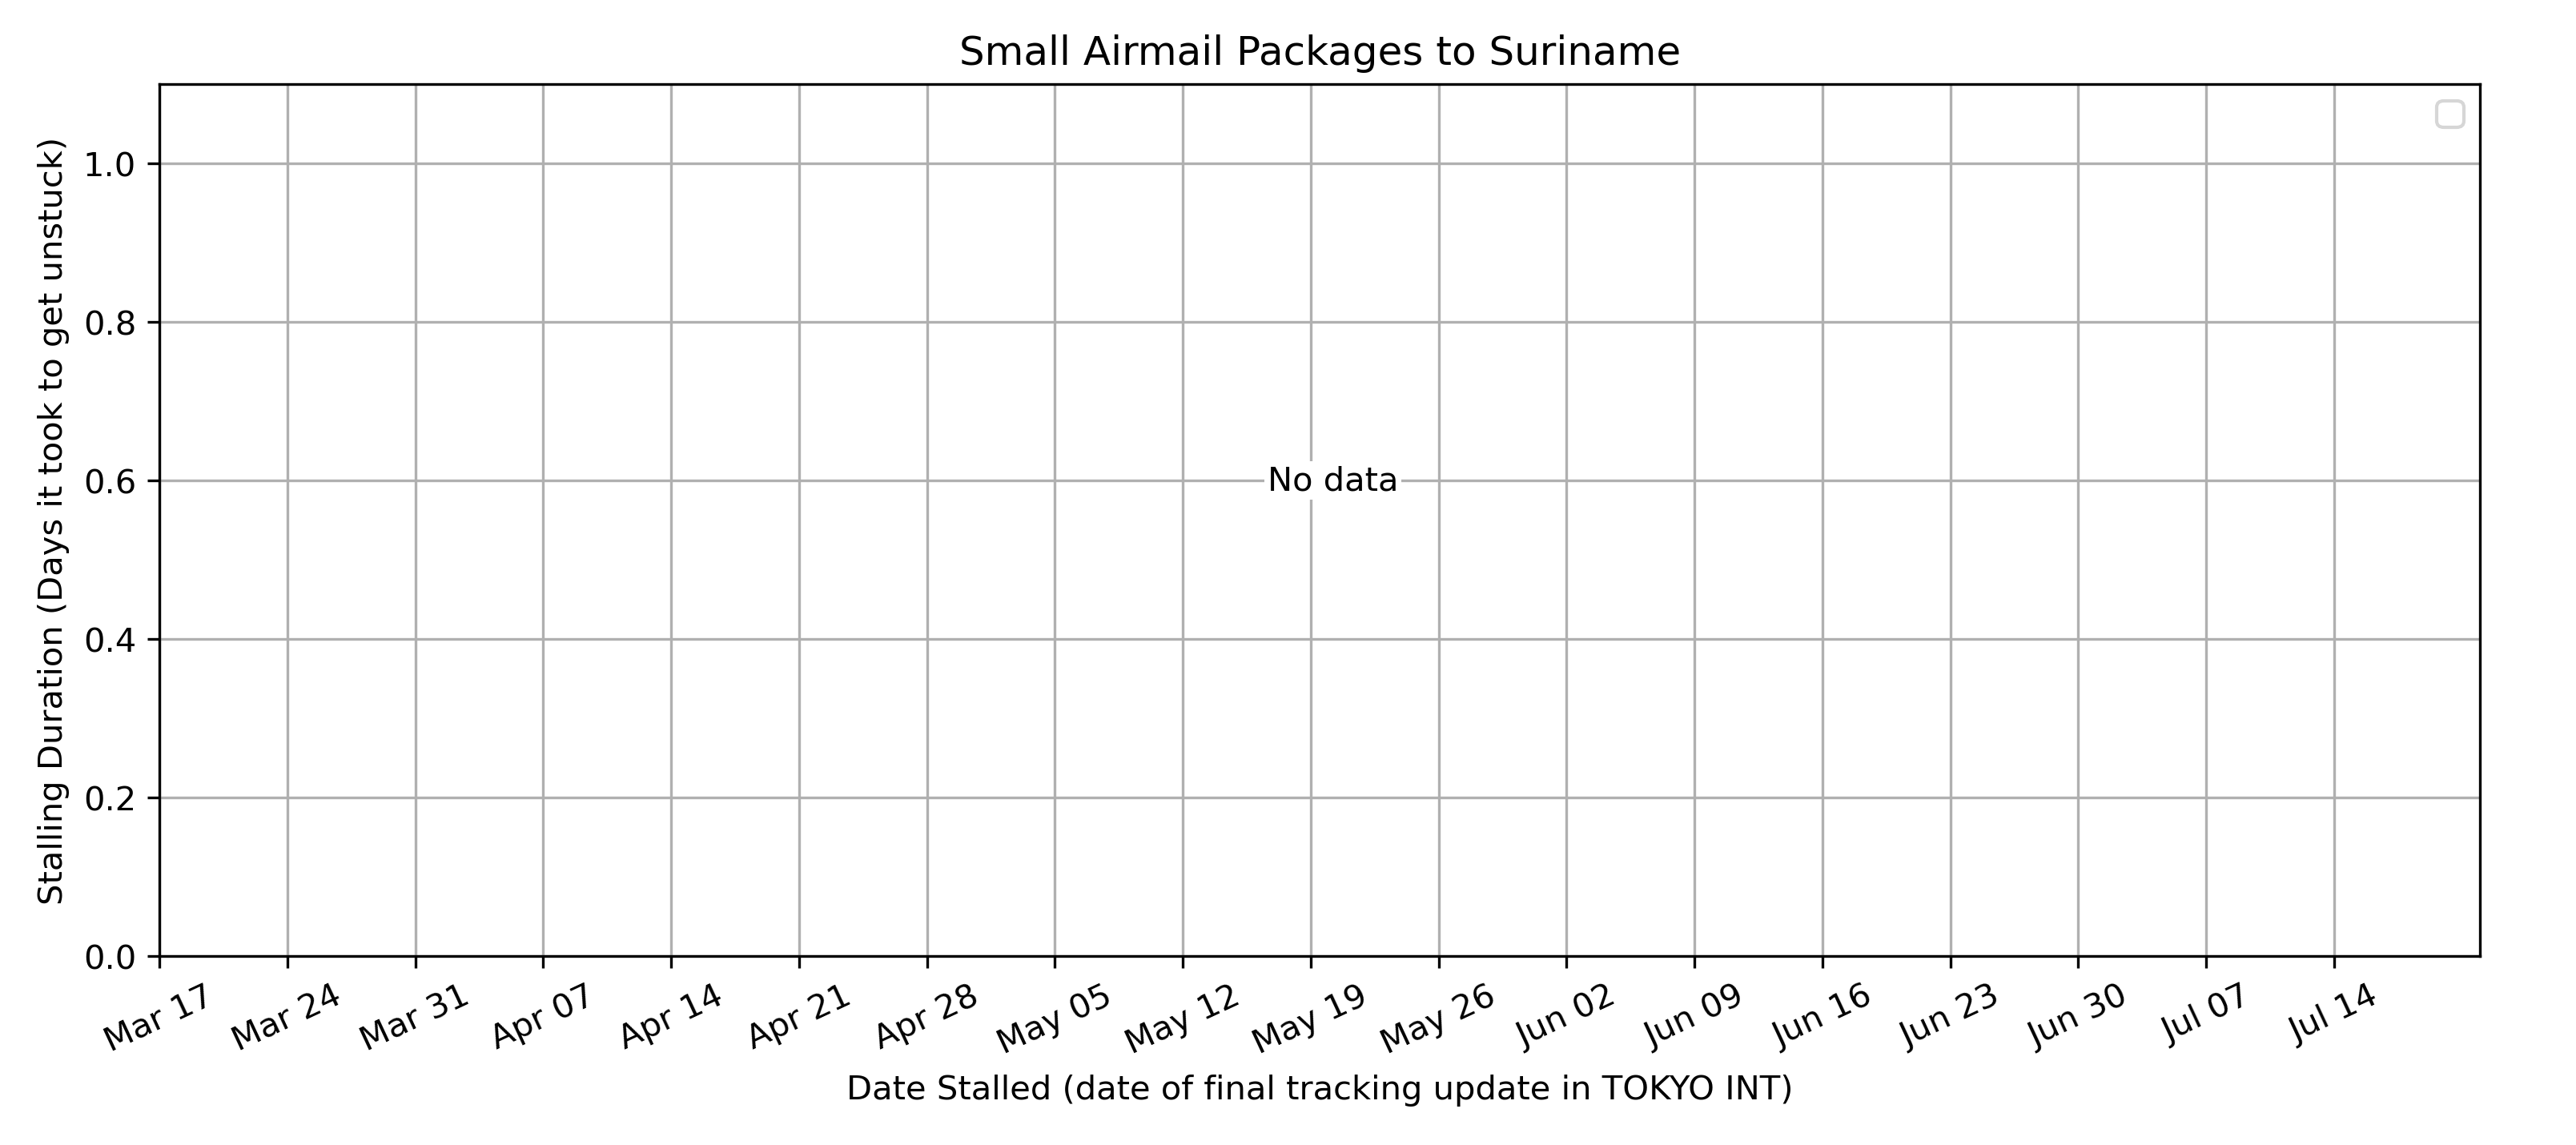 Small Airmail Packages to Suriname
Stalling Duration (Days it took to get unstuck)
1.0
0.8
0.6
0.4
0.2
0.0
No data
Mar 17
Mar 24
Mar 31
Apr 07
Apr 14
Apr 21
Apr 28
May 05
May 12
May 19
May 26
Jun 02
Jun 09
Jun 16
Jun 23
Jun 30
Jul 07
Jul 14
Date Stalled (date of final tracking update in TOKYO INT)